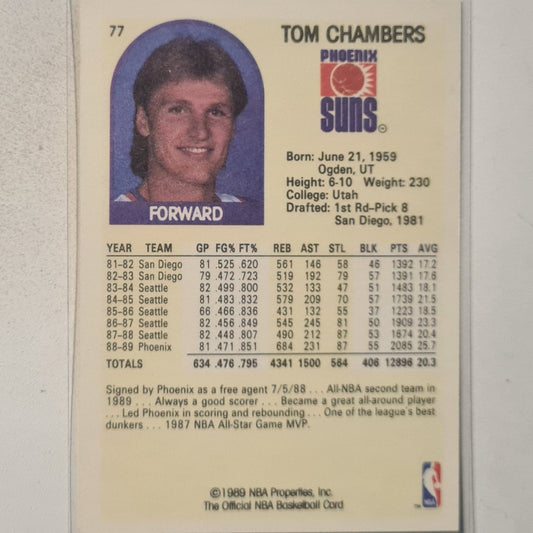 77
TOM CHAMBERS
PHOENIX
SUNS
TM
Born: June 21, 1959
Ogden, UT
Height: 6-10 Weight: 230
College: Utah
Drafted: 1st Rd-Pick 8
San Diego, 1981
FORWARD
YEAR TEAM GP FG% FT% REB AST STL BLK PTS AVG
81-82 San Diego 81 .525 .620 561 146 58 46 1392 17.2
82-83 San Diego 79 .472 .723 519 192 79 57 1391 17.6
83-84 Seattle 82 .499 .800 532 133 47 51 1483 18.1
84-85 Seattle 81 .483 .832 579 209 70 57 1739 21.5
85-86 Seattle 66 .466 .836 431 132 55 37 1223 18.5
86-87 Seattle 82 .456 .849 545 245 81 50 1909 23.3
87-88 Seattle 82 .448 .807 490 212 87 53 1674 20.4
88-89 Phoenix 81 .471 .851 684 231 87 55 2085 25.7
TOTALS 634 .476 .795 4341 1500 564 406 12896 20.3
Signed by Phoenix as a free agent 7/5/88 . . . All-NBA second team in
1989 . . . Always a good scorer . . . Became a great all-around player
. . . Led Phoenix in scoring and rebounding . . . One of the league's best
dunkers . . . 1987 NBA All-Star Game MVP.
©1989 NBA Properties, Inc.
The Official NBA Basketball Card
NBA